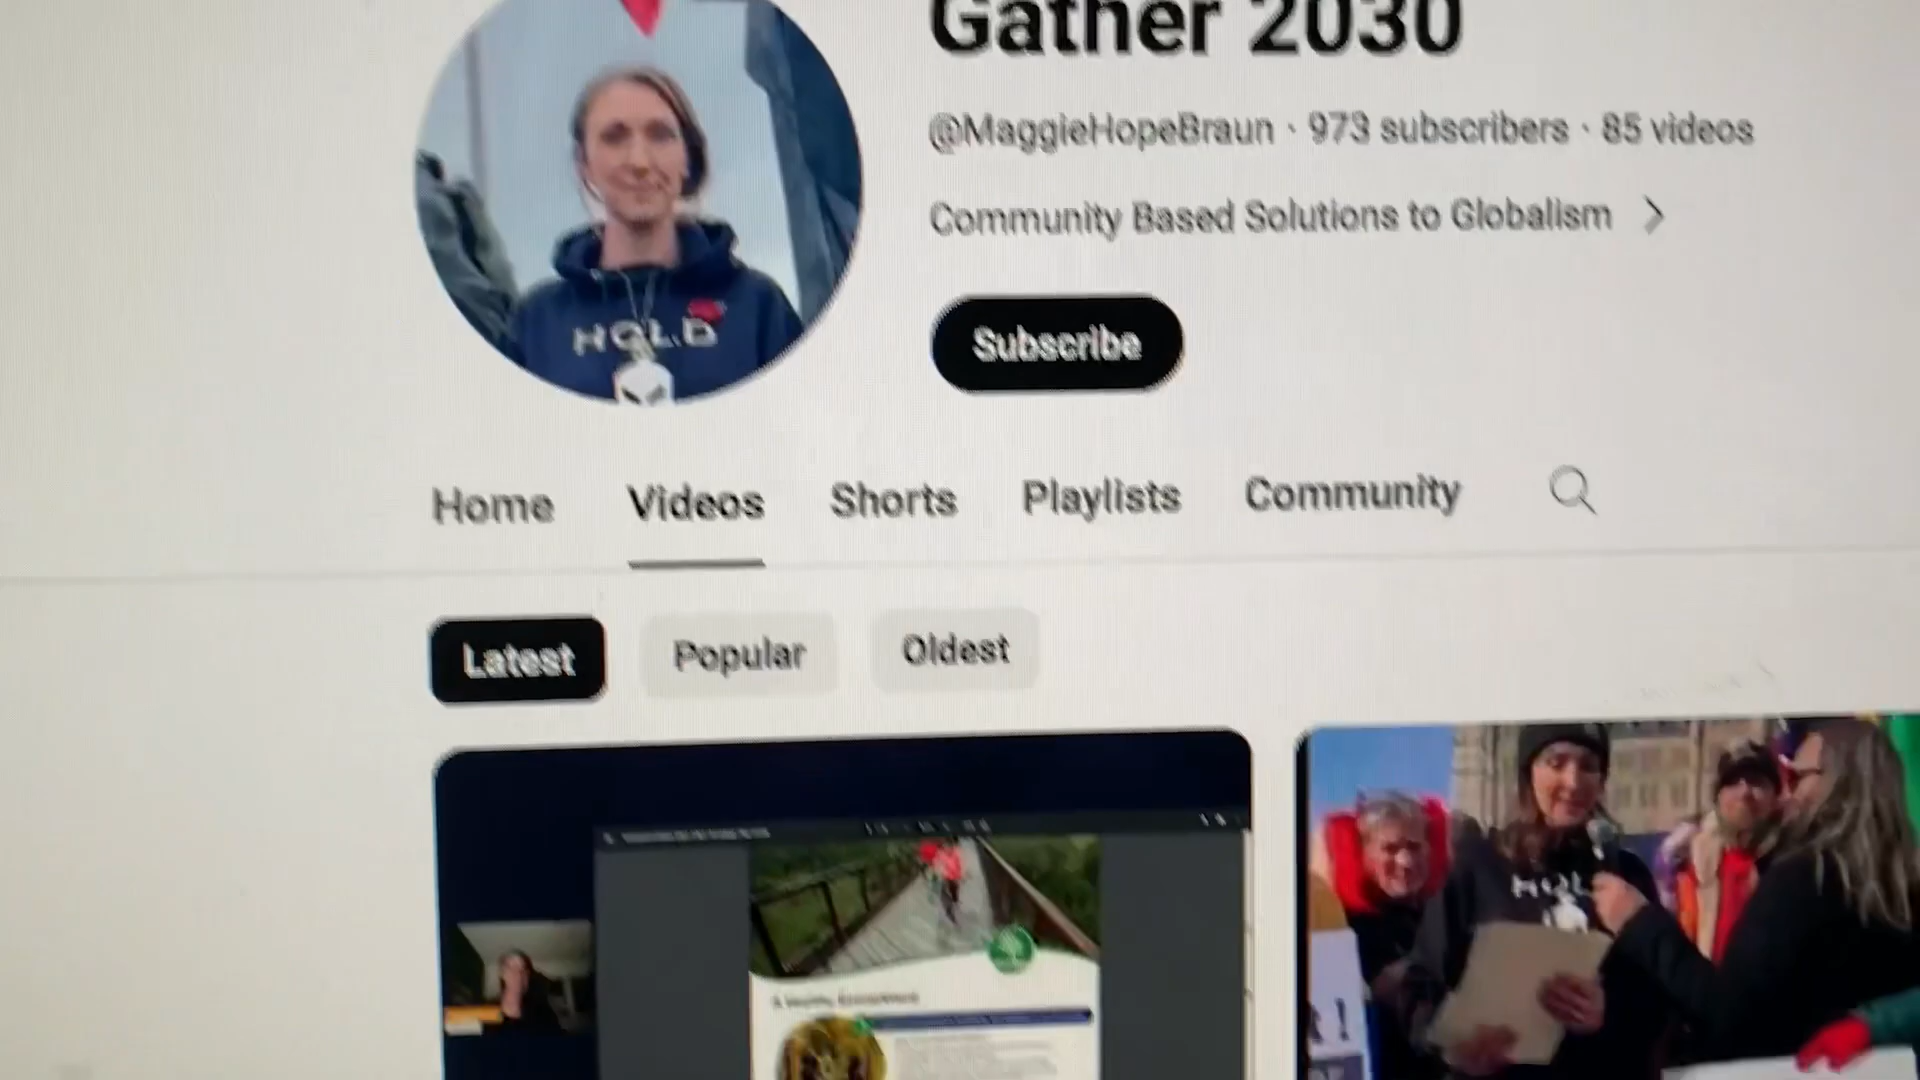 Gather 2030
@MaggieHopeBraun · 973 subscribers · 85 videos
Community Based Solutions to Globalism
HOLD
Subscribe
Home Videos Shorts Playlists Community
Latest Popular Oldest
HOL
!